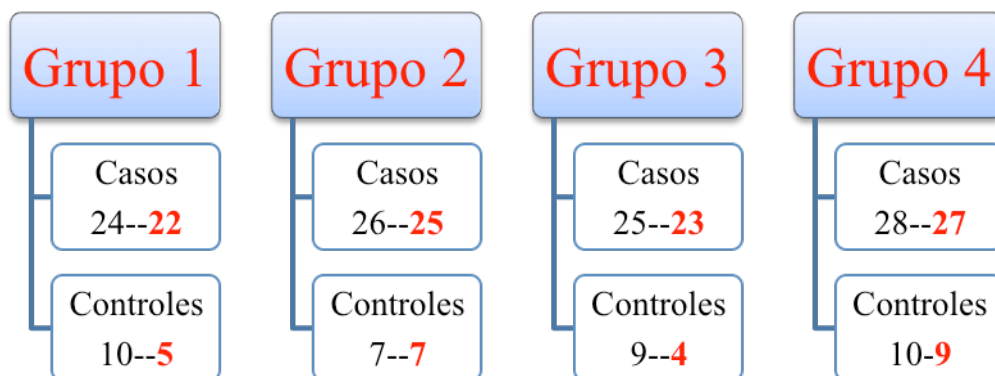 Grupo 1
Casos
24--22
Controles
10--5
Grupo 2
Casos
26--25
Controles
7--7
Grupo 3
Casos
25--23
Controles
9--4
Grupo 4
Casos
28--27
Controles
10-9